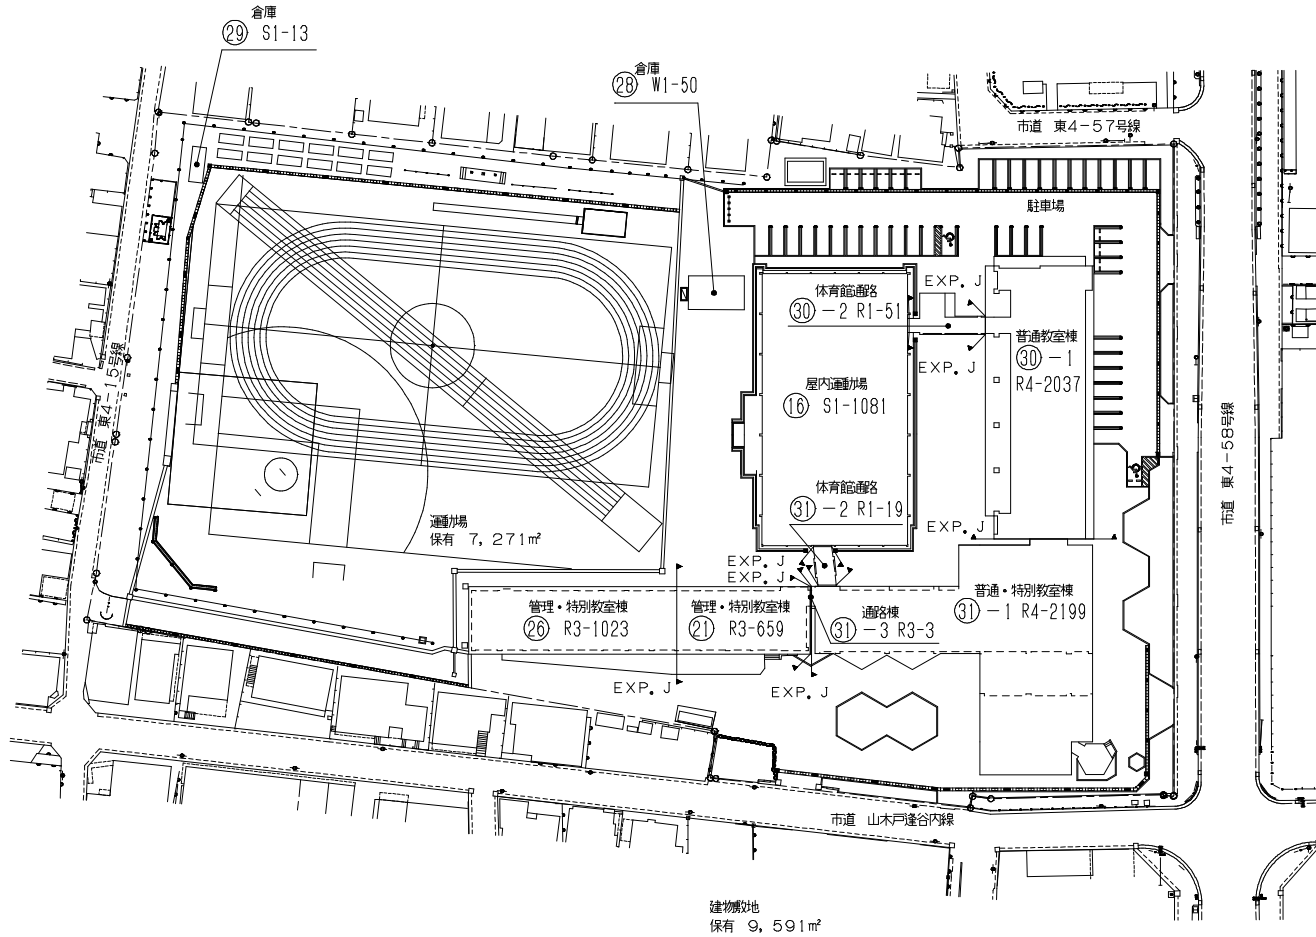 倉庫
29 S1-13
倉庫
28 W1-50
市道 東4-57号線
駐車場
EXP. J
体育館通路
30 -2 R1-51
普通教室棟
30 -1
R4-2037
EXP. J
屋内運動場
16 S1-1081
市道 東4-15号線
市道 東4-58号線
体育館通路
31 -2 R1-19
運動場
保有 7, 271㎡
EXP. J
EXP. J
EXP. J
管理・特別教室棟
26 R3-1023
管理・特別教室棟
21 R3-659
通路棟
31 -3 R3-3
普通・特別教室棟
31 -1 R4-2199
EXP. J
EXP. J
市道 山木戸逢谷内線
建物敷地
保有 9, 591㎡